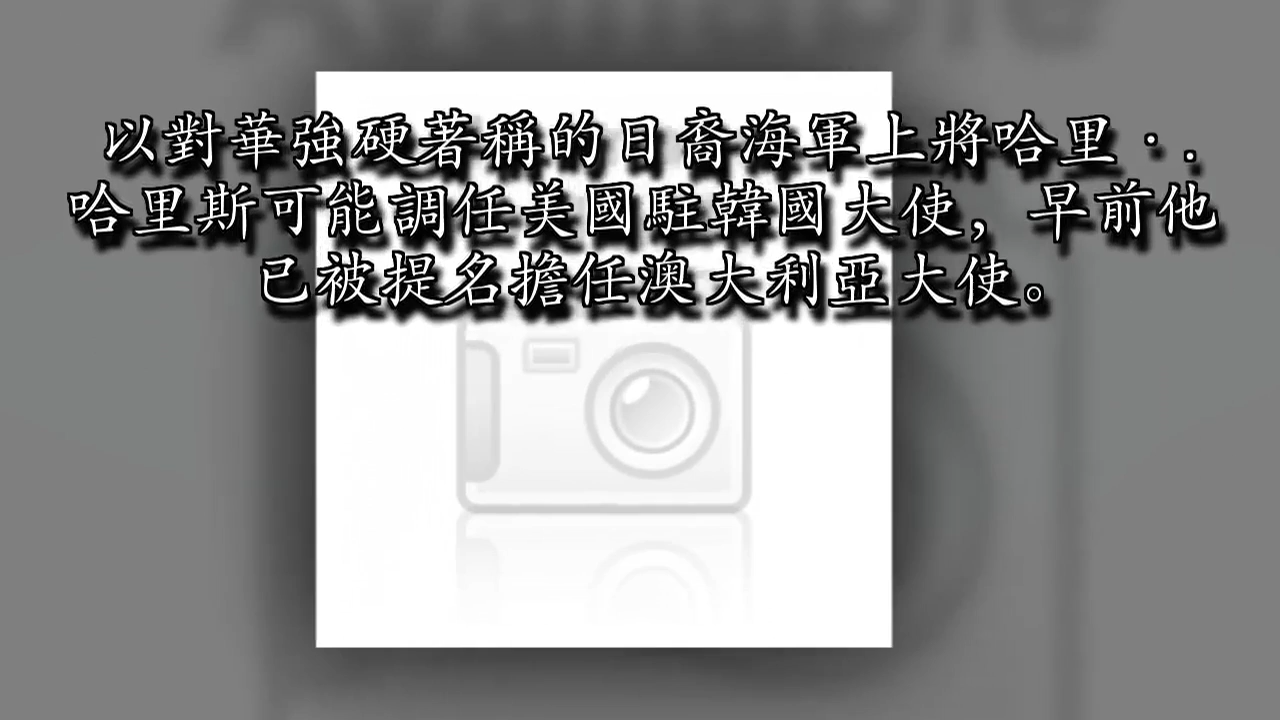 以對華強硬著稱的日裔海軍上將哈里·.
哈里斯可能調任美國駐韓國大使，早前他
已被提名擔任澳大利亞大使。